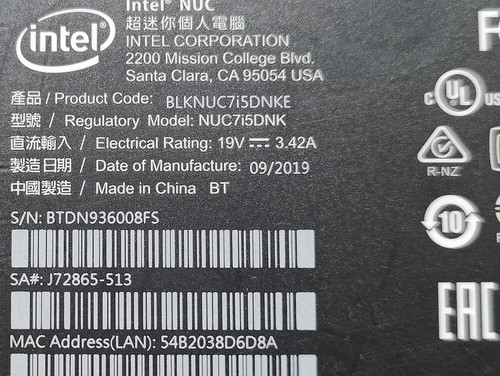 intel
Intel® NUC
超迷你個人電腦
INTEL CORPORATION
2200 Mission College Blvd.
Santa Clara, CA 95054 USA
產品 / Product Code: BLKNUC7i5DNKE
型號 / Regulatory Model: NUC7i5DNK
直流輸入 / Electrical Rating: 19V ⎓ 3.42A
製造日期 / Date of Manufacture: 09/2019
中國製造 / Made in China BT
S/N: BTDN936008FS
SA#: J72865-513
MAC Address(LAN): 54B2038D6D8A
F
c UL us
R-NZ
10
EAC